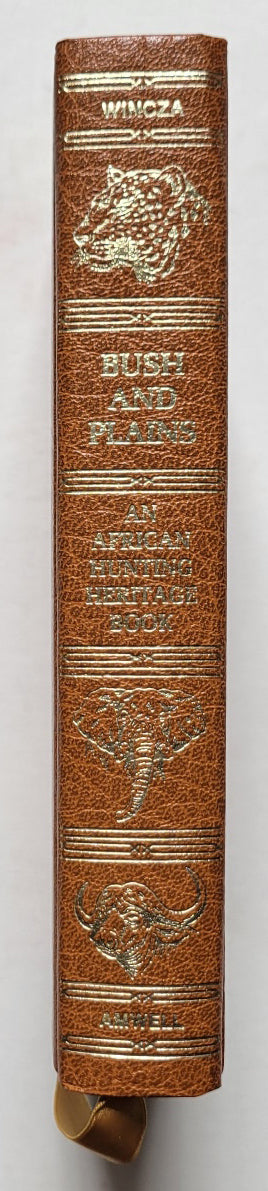 WINCZA
BUSH
AND
PLAINS
AN
AFRICAN
HUNTING
HERITAGE
BOOK
AMWELL